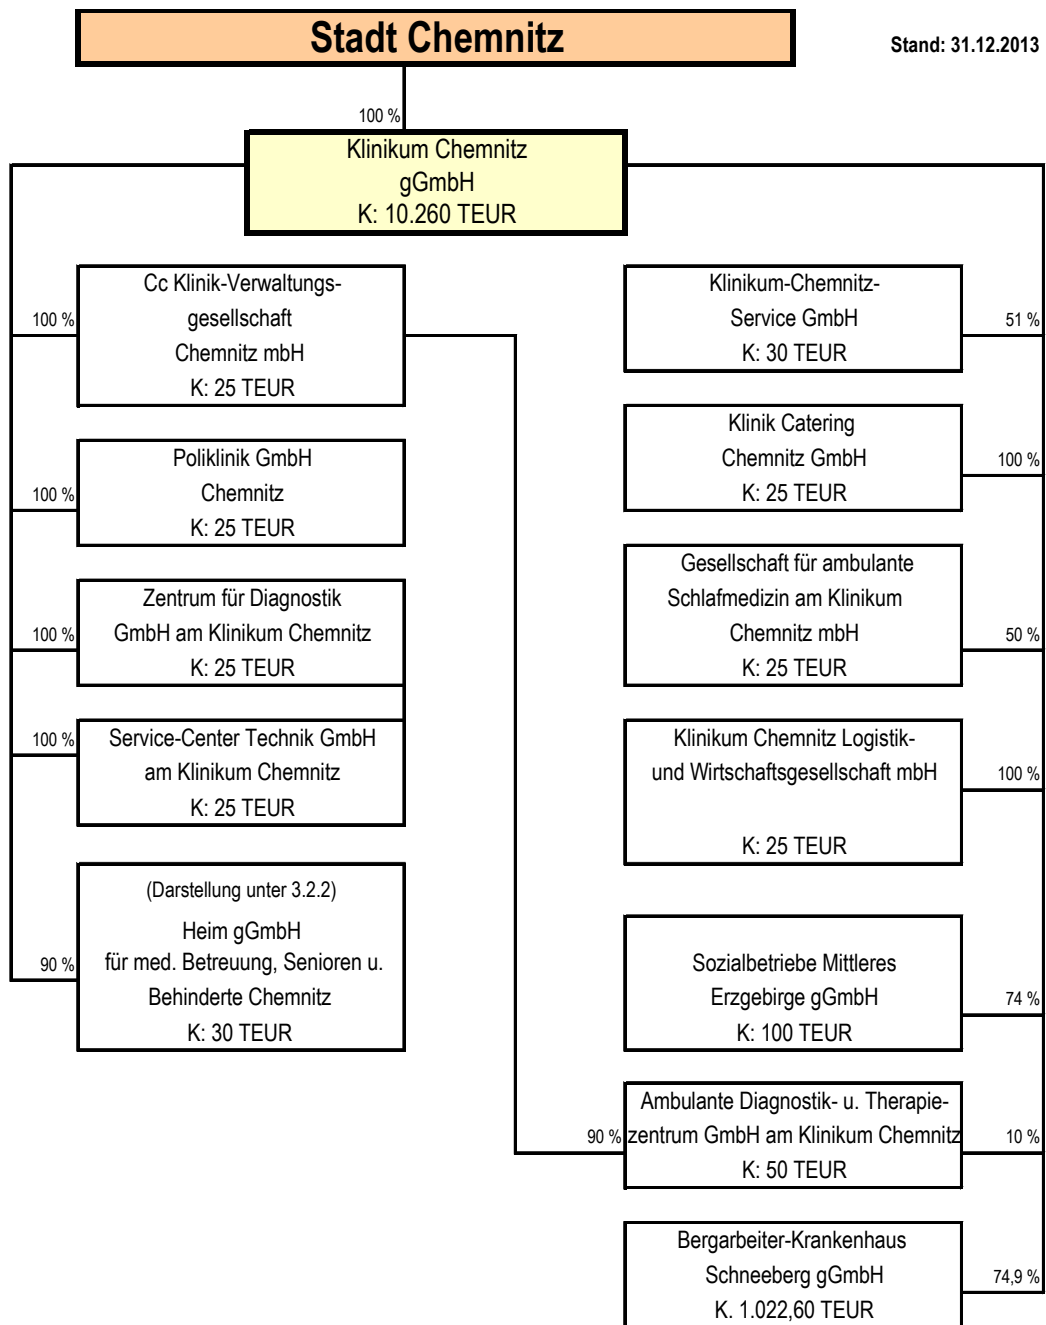 Stadt Chemnitz
Stand: 31.12.2013
100 %
Klinikum Chemnitz
gGmbH
K: 10.260 TEUR
100 %
Cc Klinik-Verwaltungs-
gesellschaft
Chemnitz mbH
K: 25 TEUR
100 %
Poliklinik GmbH
Chemnitz
K: 25 TEUR
100 %
Zentrum für Diagnostik
GmbH am Klinikum Chemnitz
K: 25 TEUR
100 %
Service-Center Technik GmbH
am Klinikum Chemnitz
K: 25 TEUR
90 %
(Darstellung unter 3.2.2)
Heim gGmbH
für med. Betreuung, Senioren u.
Behinderte Chemnitz
K: 30 TEUR
Klinikum-Chemnitz-
Service GmbH
K: 30 TEUR
51 %
Klinik Catering
Chemnitz GmbH
K: 25 TEUR
100 %
Gesellschaft für ambulante
Schlafmedizin am Klinikum
Chemnitz mbH
K: 25 TEUR
50 %
Klinikum Chemnitz Logistik-
und Wirtschaftsgesellschaft mbH
K: 25 TEUR
100 %
Sozialbetriebe Mittleres
Erzgebirge gGmbH
K: 100 TEUR
74 %
90 %
Ambulante Diagnostik- u. Therapie-
zentrum GmbH am Klinikum Chemnitz
K: 50 TEUR
10 %
Bergarbeiter-Krankenhaus
Schneeberg gGmbH
K. 1.022,60 TEUR
74,9 %